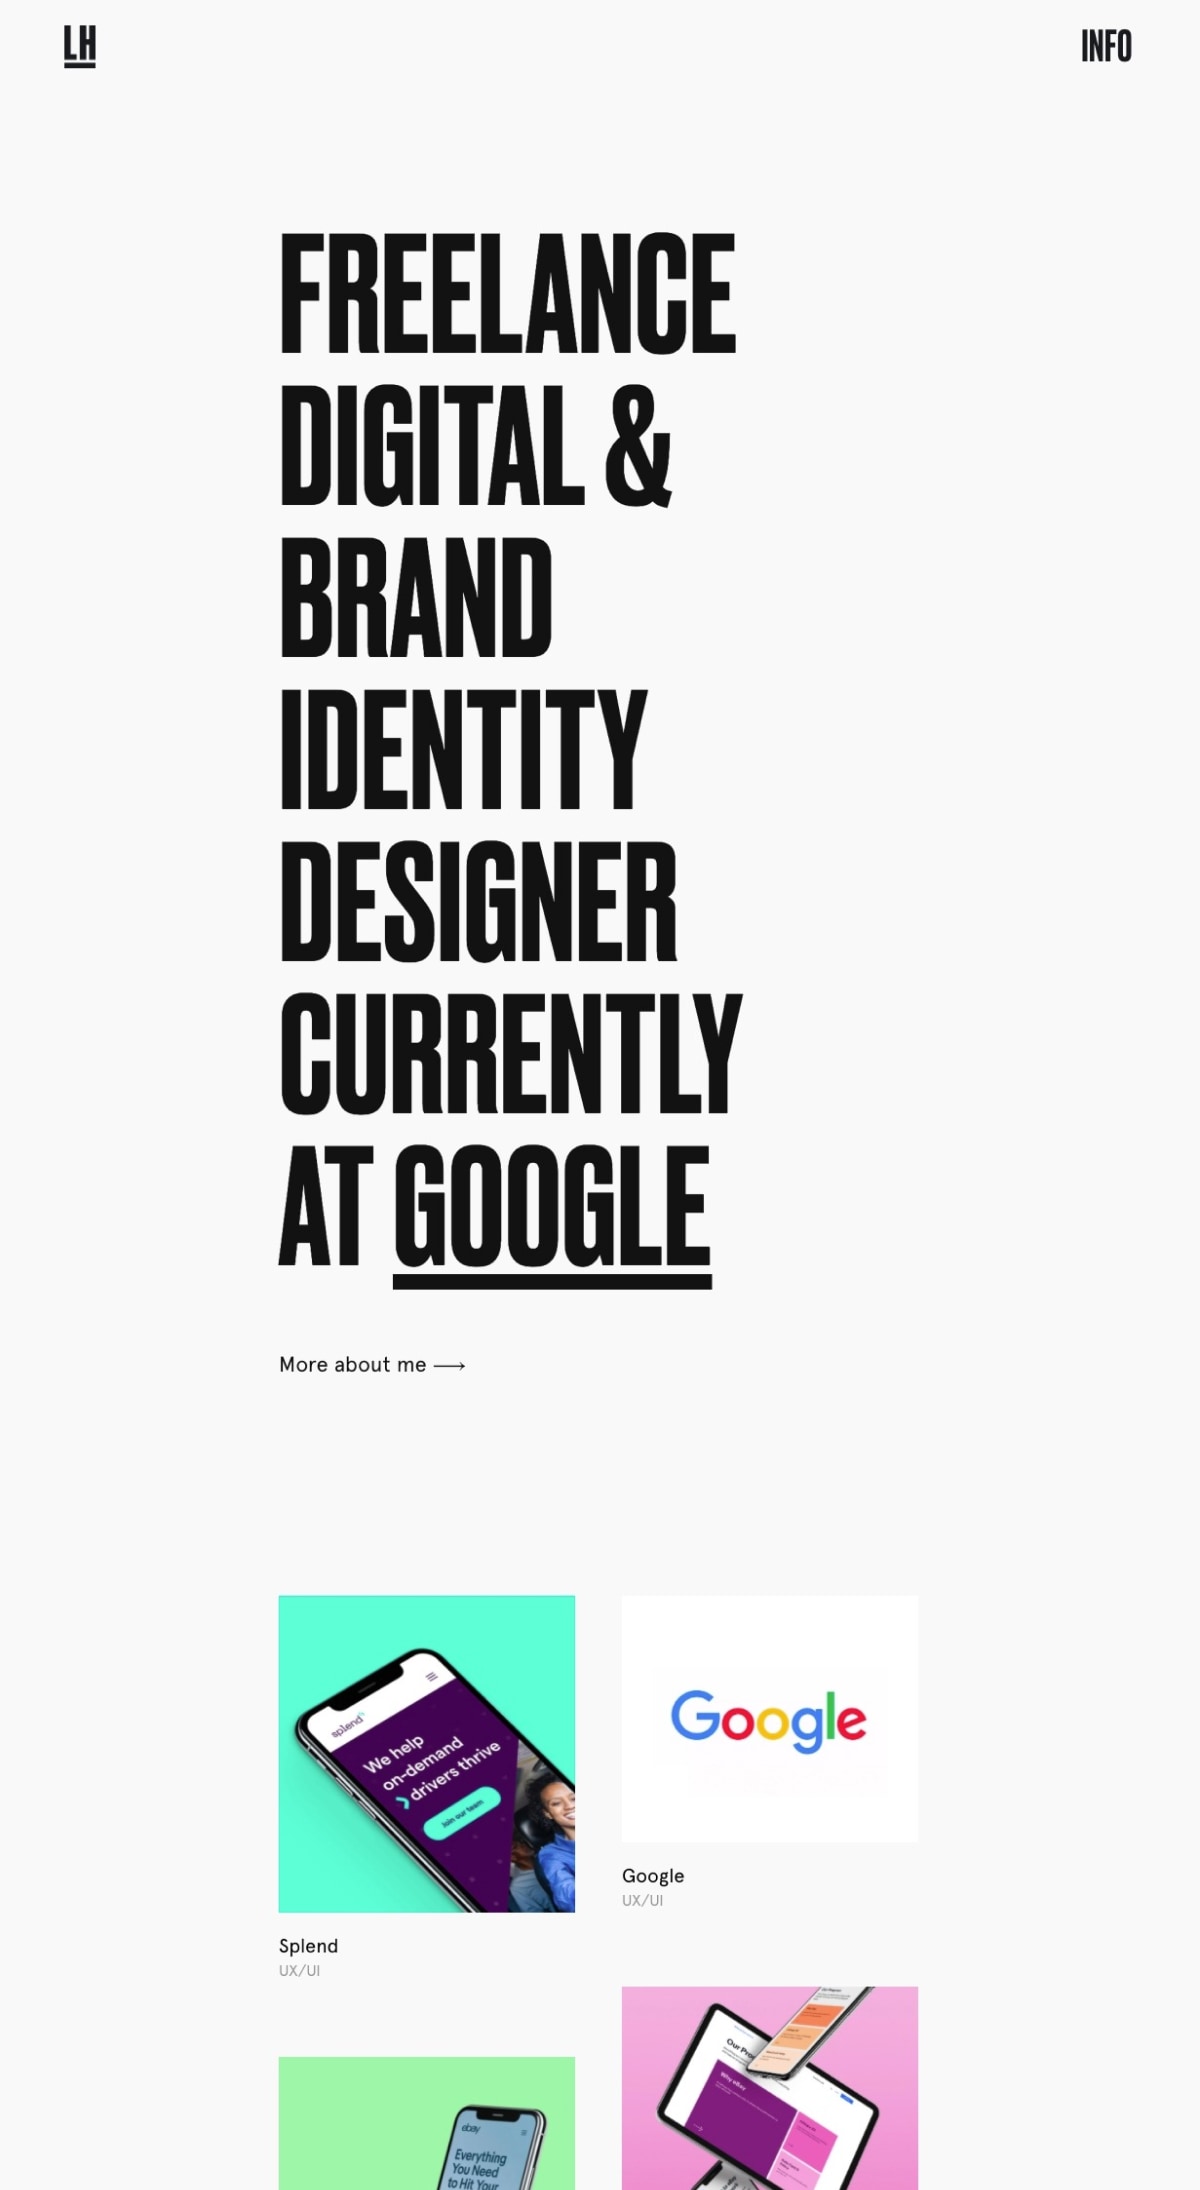 LH
INFO
FREELANCE
DIGITAL &
BRAND
IDENTITY
DESIGNER
CURRENTLY
AT GOOGLE
More about me ⟶
splend
We help
on-demand
drivers thrive
Join our team
Splend
UX/UI
Google
Google
UX/UI
ebay
Everything
You Need
to Hit Your
Why eBay